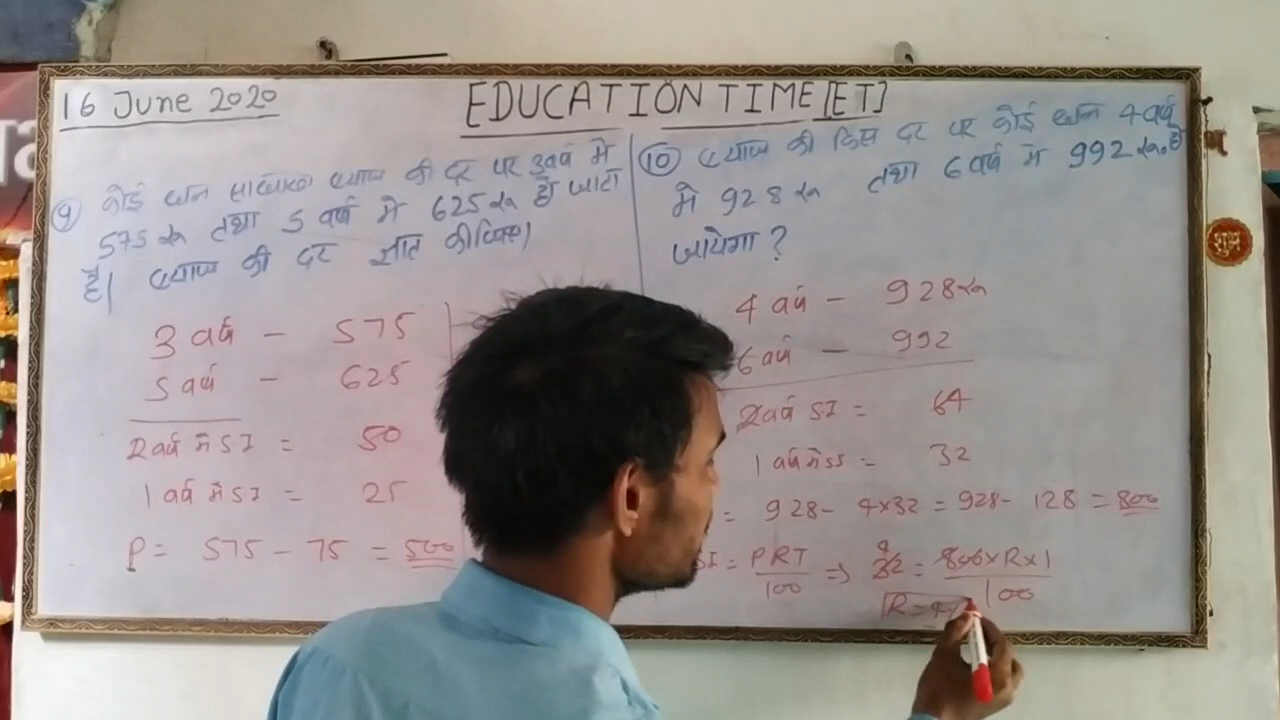 16 June 2020
EDUCATION TIME [ET]
9 कोई धन साधारण ब्याज की दर पर 3 वर्ष मे
575 रू तथा 5 वर्ष मे 625 रू हो जाता
है। ब्याज की दर ज्ञात कीजिए।
3 वर्ष - 575
5 वर्ष - 625
2 वर्ष मे SI = 50
1 वर्ष मे S.I = 25
P = 575 - 75 = 500
10 ब्याज की किस दर पर कोई धन 4 वर्ष
मे 928 रू तथा 6 वर्ष मे 992 रू. हो
जायेगा ?
4 वर्ष - 928 रू
6 वर्ष - 992
2 वर्ष SI = 64
1 वर्ष मे SI = 32
= 928 - 4×32 = 928 - 128 = 800
SI = PRT/100 ⇒ 32 = 800×R×1/100
4
R = 4%
शुभ